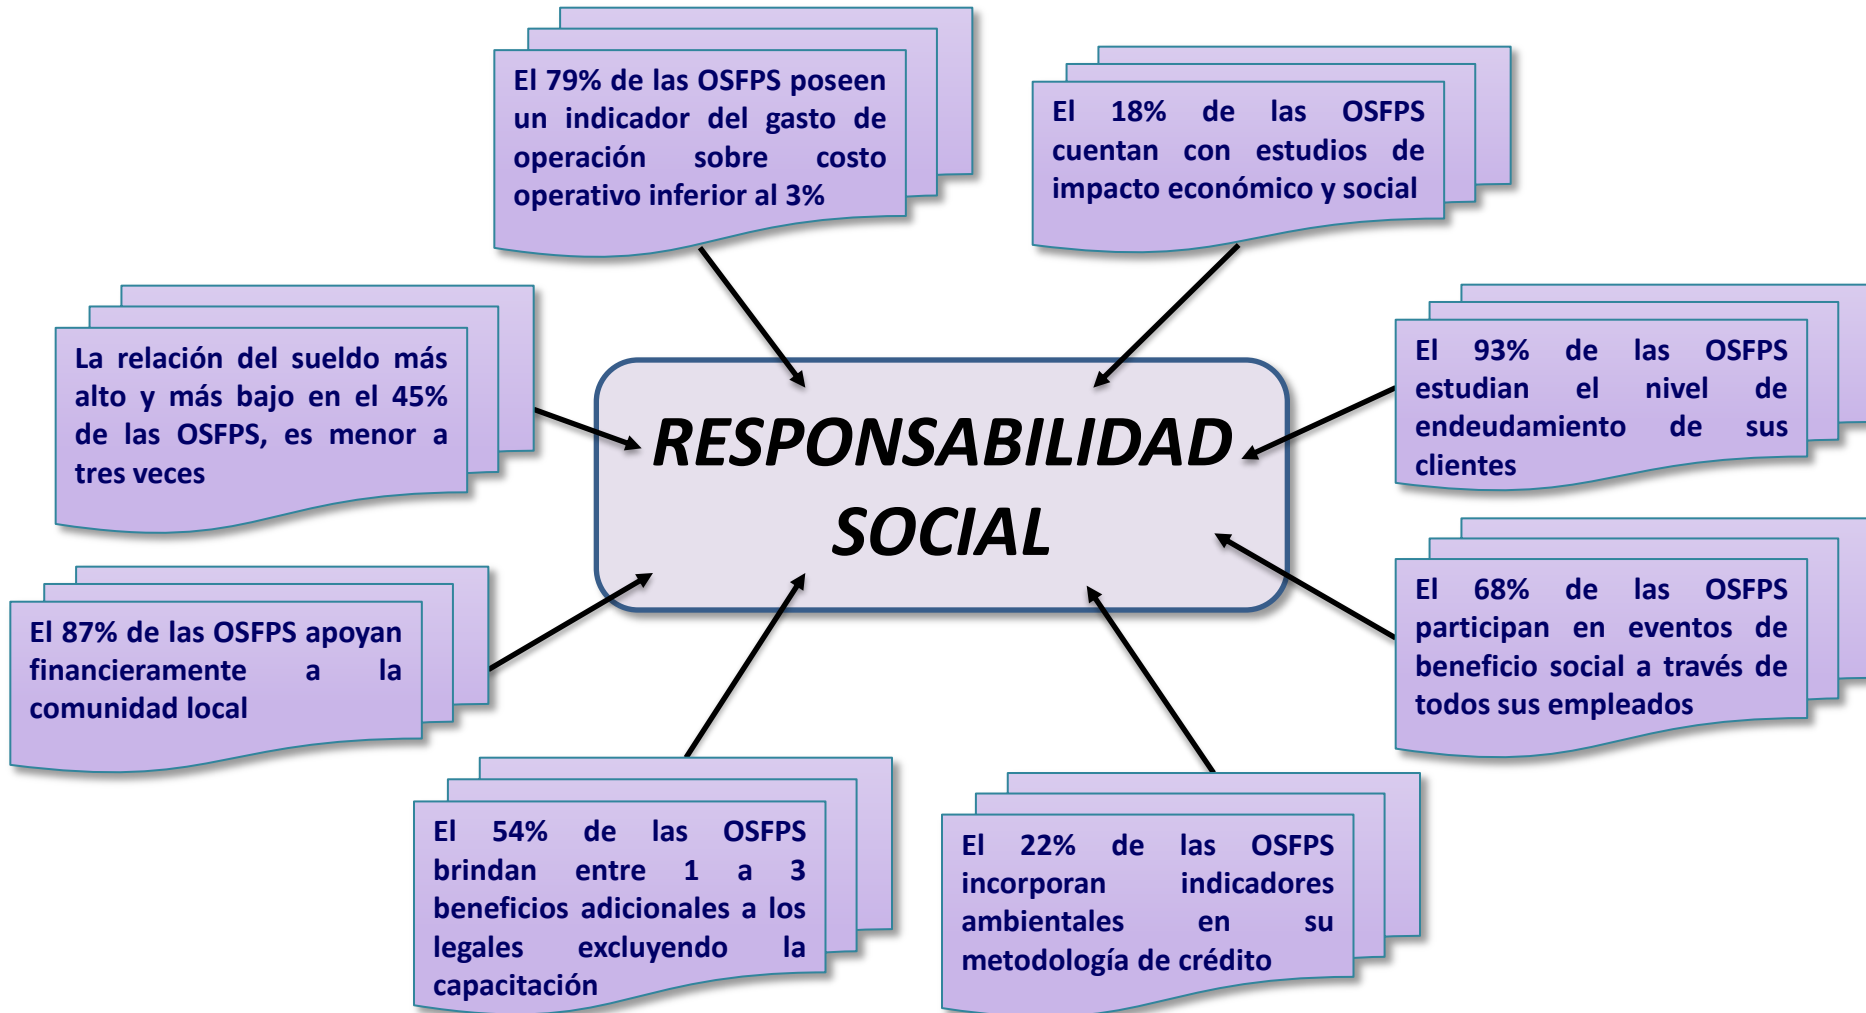 El 79% de las OSFPS poseen
un indicador del gasto de
operación sobre costo
operativo inferior al 3%
El 18% de las OSFPS
cuentan con estudios de
impacto económico y social
La relación del sueldo más
alto y más bajo en el 45%
de las OSFPS, es menor a
tres veces
El 93% de las OSFPS
estudian el nivel de
endeudamiento de sus
clientes
RESPONSABILIDAD
SOCIAL
El 87% de las OSFPS apoyan
financieramente a la
comunidad local
El 68% de las OSFPS
participan en eventos de
beneficio social a través de
todos sus empleados
El 54% de las OSFPS
brindan entre 1 a 3
beneficios adicionales a los
legales excluyendo la
capacitación
El 22% de las OSFPS
incorporan indicadores
ambientales en su
metodología de crédito